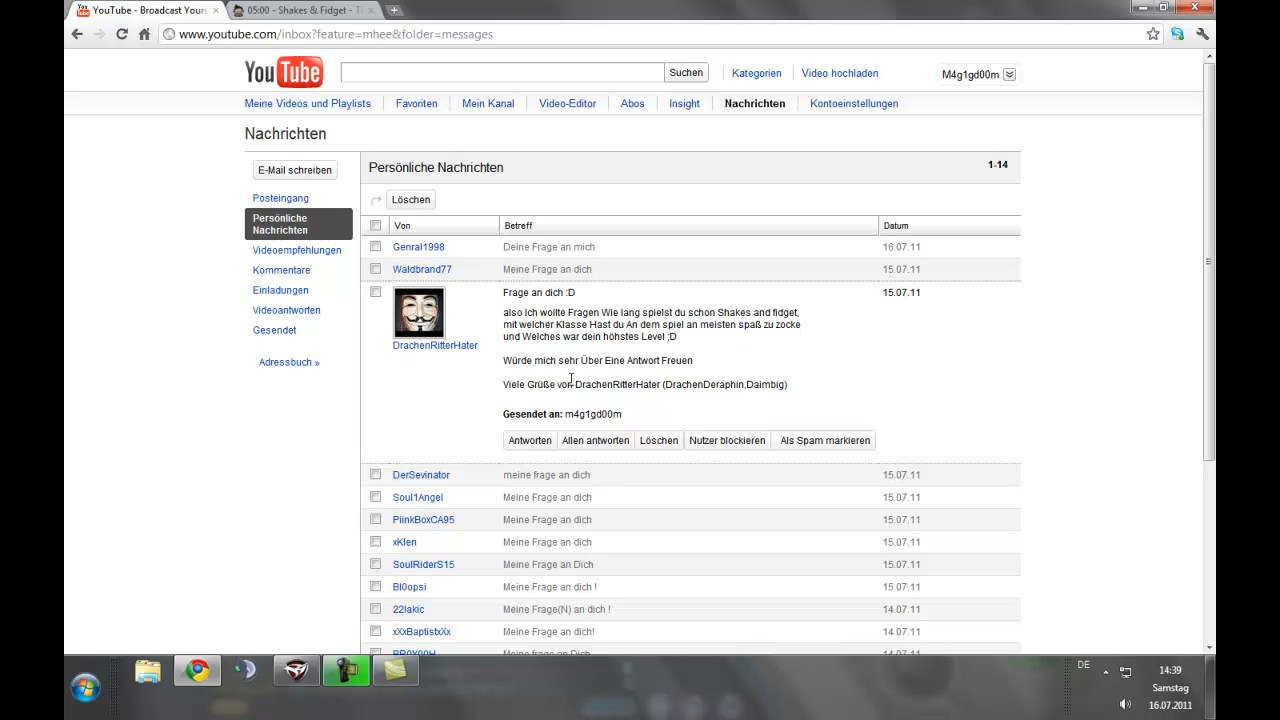 YouTube - Broadcast Yours
05:00 - Shakes & Fidget - T
www.youtube.com/inbox?feature=mhee&folder=messages
YouTube
Suchen
Kategorien
Video hochladen
M4g1gd00m
Meine Videos und Playlists
Favoriten
Mein Kanal
Video-Editor
Abos
Insight
Nachrichten
Kontoeinstellungen
Nachrichten
E-Mail schreiben
Posteingang
Persönliche
Nachrichten
Videoempfehlungen
Kommentare
Einladungen
Videoantworten
Gesendet
Adressbuch »
Persönliche Nachrichten
1-14
Löschen
Von Betreff Datum
Genral1998 Deine Frage an mich 16.07.11
Waldbrand77 Meine Frage an dich 15.07.11
Frage an dich :D 15.07.11
also Ich wollte Fragen Wie lang spielst du schon Shakes and fidget,
mit welcher Klasse Hast du An dem spiel an meisten spaß zu zocke
und Welches war dein höhstes Level ;D
DrachenRitterHater
Würde mich sehr Über Eine Antwort Freuen
Viele Grüße von DrachenRitterHater (DrachenDeraphin,Daimbig)
Gesendet an: m4g1gd00m
Antworten Allen antworten Löschen Nutzer blockieren Als Spam markieren
DerSevinator meine frage an dich 15.07.11
Soul1Angel Meine Frage an dich 15.07.11
PiinkBoxCA95 Meine Frage an dich 15.07.11
xKlen Meine Frage an dich 15.07.11
SoulRiderS15 Meine Frage an Dich 15.07.11
Bl0opsi Meine Frage an dich ! 15.07.11
22lakic Meine Frage(N) an dich ! 14.07.11
xXxBaptistxXx Meine Frage an dich! 14.07.11
Meine frage an Dich 14.07.11
DE
14:39
Samstag
16.07.2011